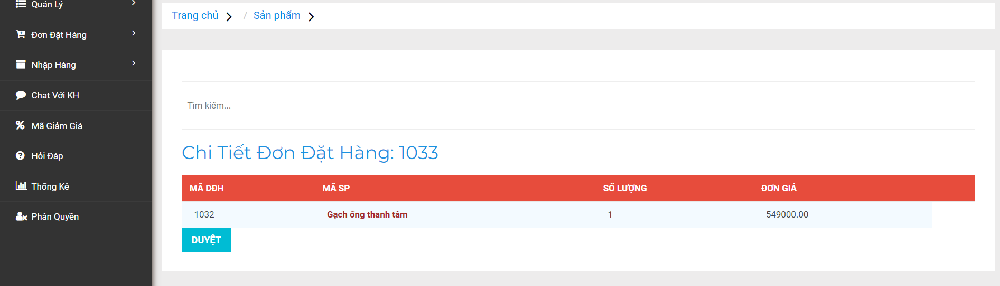 Quản Lý
Đơn Đặt Hàng
Nhập Hàng
Chat Với KH
Mã Giảm Giá
Hỏi Đáp
Thống Kê
Phân Quyền
Trang chủ / Sản phẩm
Tìm kiếm...
Chi Tiết Đơn Đặt Hàng: 1033
MÃ DĐH MÃ SP SỐ LƯỢNG ĐƠN GIÁ
1032 Gạch ống thanh tâm 1 549000.00
DUYỆT